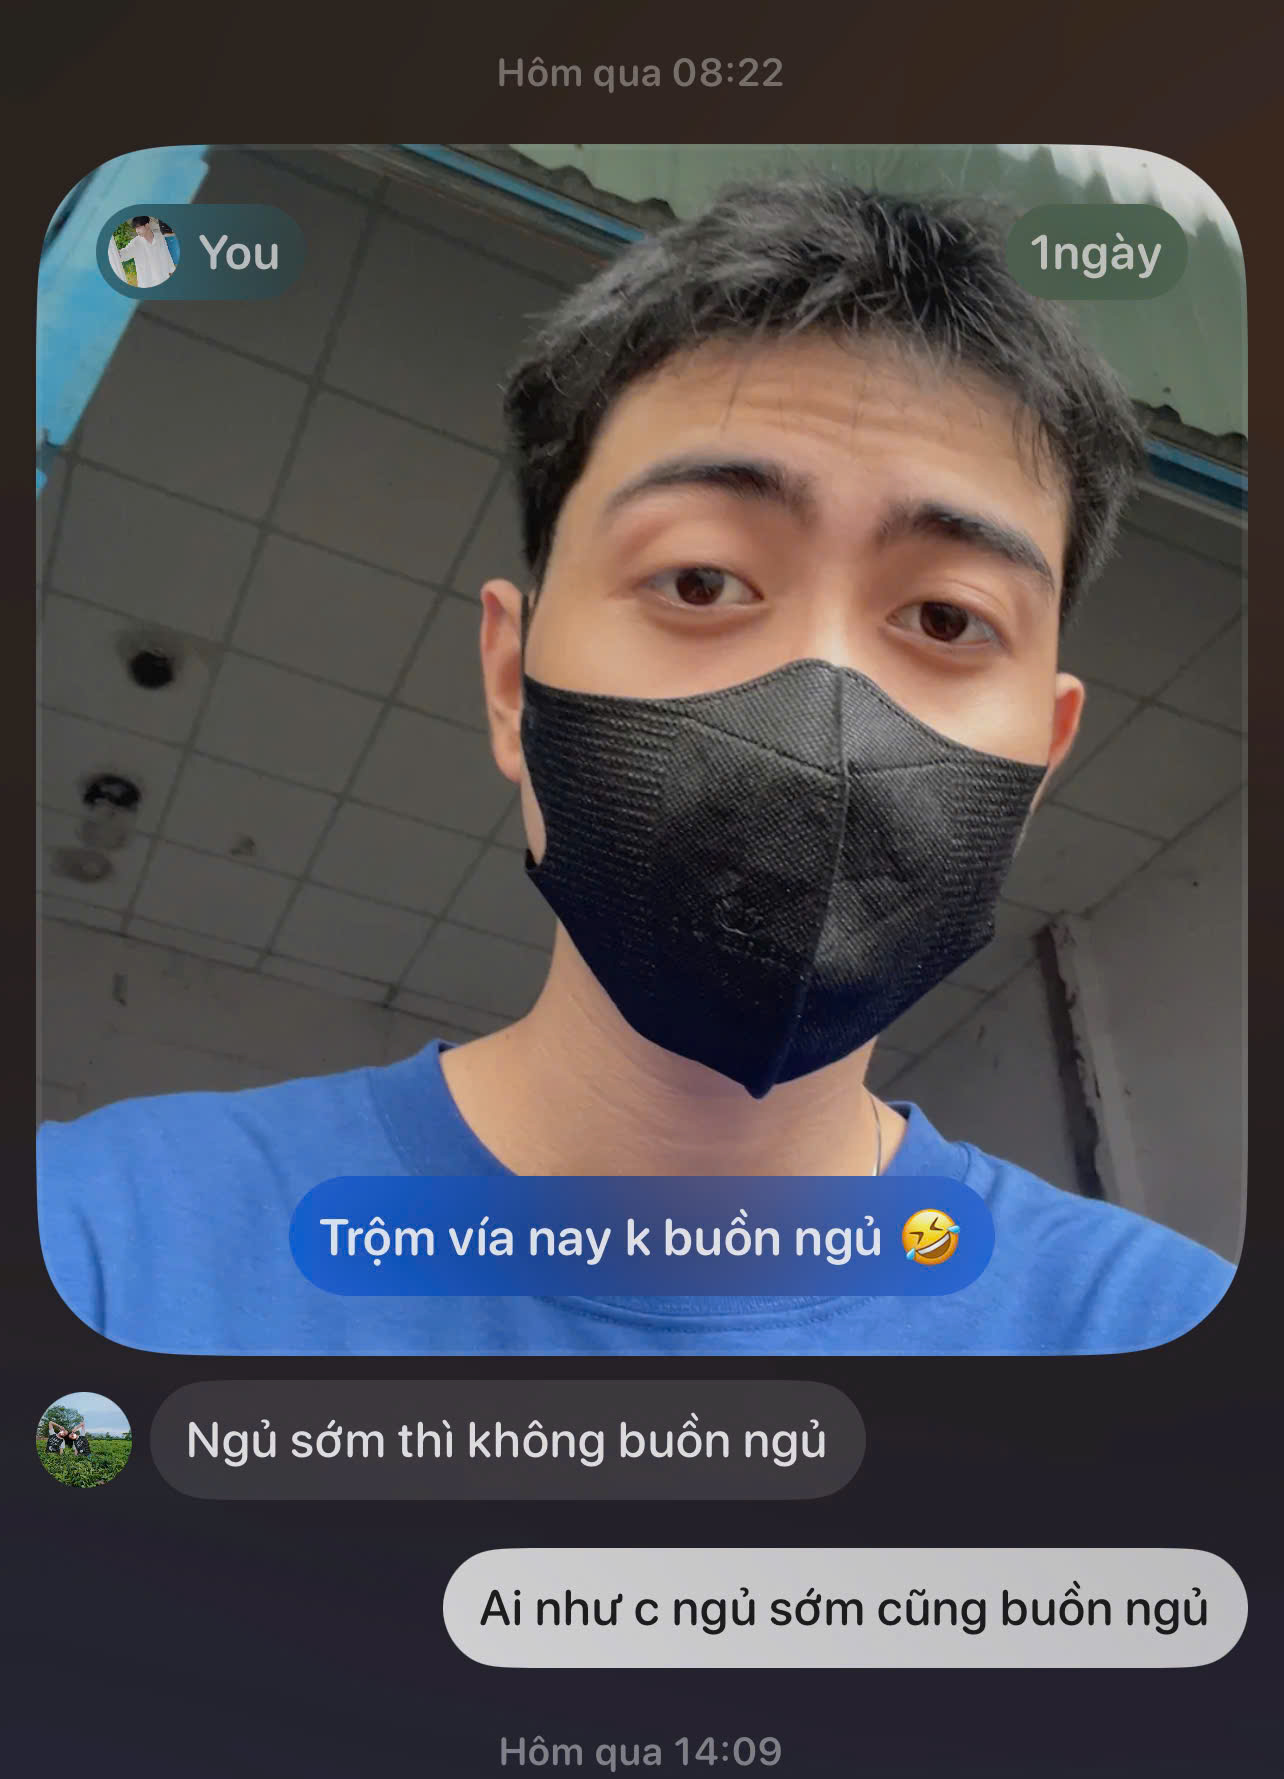 Hôm qua 08:22
You
1ngày
Trộm vía nay k buồn ngủ 🤣
Ngủ sớm thì không buồn ngủ
Ai như c ngủ sớm cũng buồn ngủ
Hôm qua 14:09